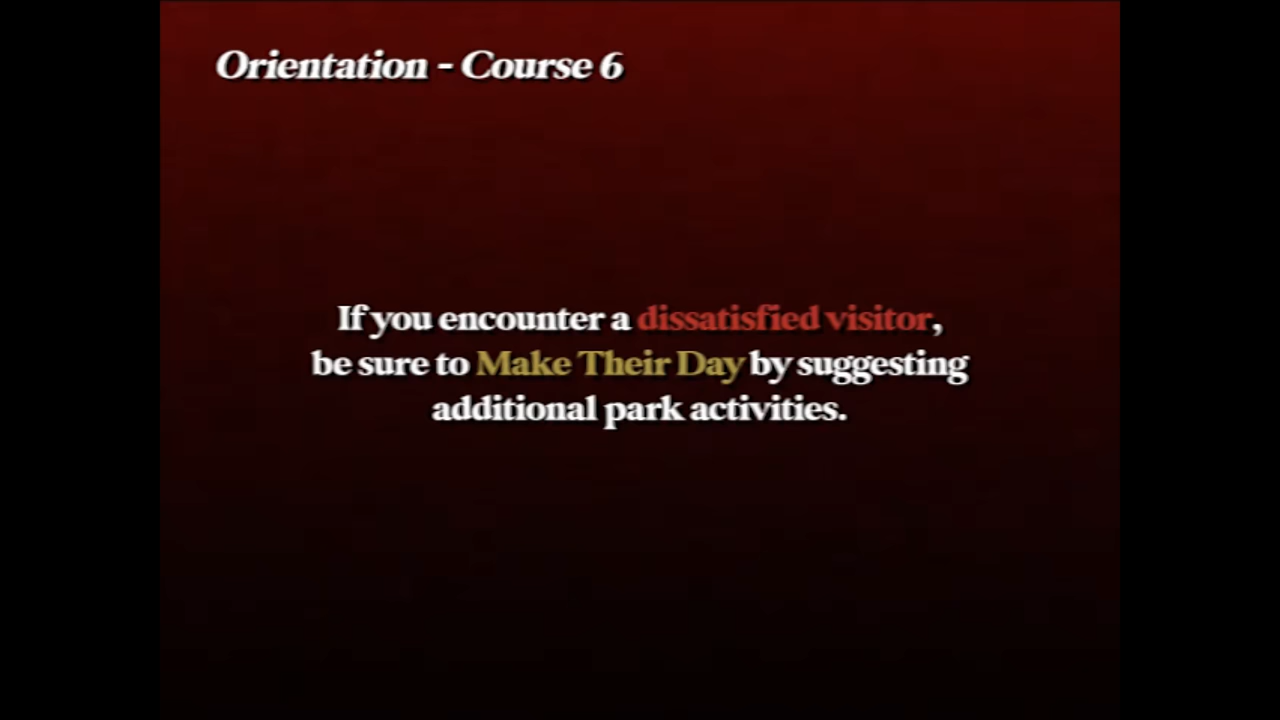 Orientation - Course 6
If you encounter a dissatisfied visitor,
be sure to Make Their Day by suggesting
additional park activities.